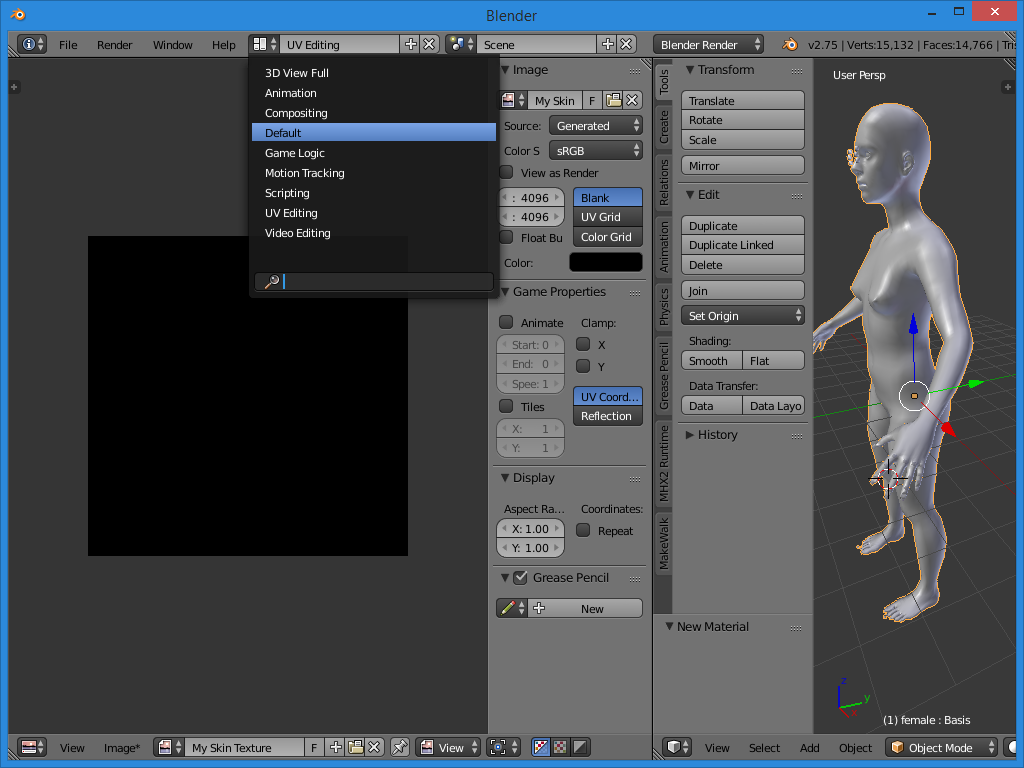 Blender
File Render Window Help UV Editing Scene Blender Render v2.75 | Verts:15,132 | Faces:14,766 |
3D View Full
Animation
Compositing
Default
Game Logic
Motion Tracking
Scripting
UV Editing
Video Editing
Image
My Skin F
Source: Generated
Color S sRGB
View as Render
: 4096 Blank
: 4096 UV Grid
Float Bu Color Grid
Color:
Game Properties
Animate Clamp:
Start: 0 X
End: 0 Y
Spee: 1
Tiles UV Coord...
X: 1 Reflection
Y: 1
Display
Aspect Ra... Coordinates:
X: 1.00 Repeat
Y: 1.00
Grease Pencil
New
Tools
Create
Relations
Animation
Physics
Grease Pencil
MHX2 Runtime
MakeWalk
Transform
Translate
Rotate
Scale
Mirror
Edit
Duplicate
Duplicate Linked
Delete
Join
Set Origin
Shading:
Smooth Flat
Data Transfer:
Data Data Layo
History
New Material
User Persp
z
y
(1) female : Basis
View Image* My Skin Texture F View
View Select Add Object Object Mode